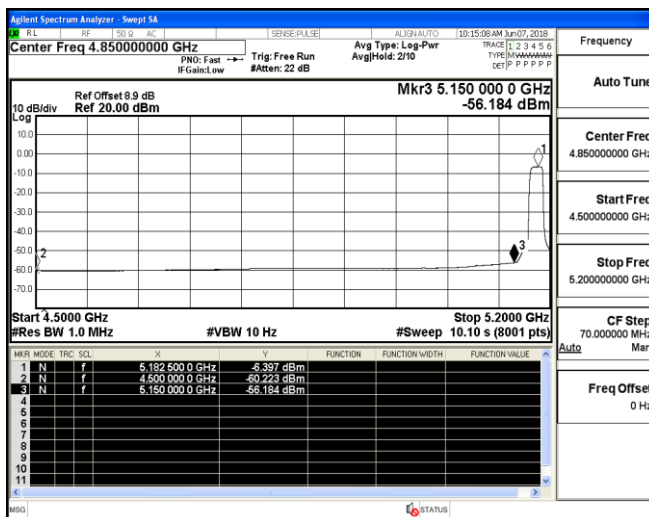 Agilent Spectrum Analyzer - Swept SA
RL RF 50 Ω AC SENSE:PULSE ALIGN AUTO 10:15:08 AM Jun 07, 2018
Center Freq 4.850000000 GHz
PNO: Fast
IFGain:Low
Trig: Free Run
#Atten: 22 dB
Avg Type: Log-Pwr
Avg|Hold: 2/10
TRACE 1 2 3 4 5 6
TYPE MWWWWW
DET P P P P P P
Ref Offset 8.9 dB
10 dB/div Ref 20.00 dBm
Log
Mkr3 5.150 000 0 GHz
-56.184 dBm
10.0
0.00
-10.0
-20.0
-30.0
-40.0
-50.0
-60.0
-70.0
1
2
3
Start 4.5000 GHz Stop 5.2000 GHz
#Res BW 1.0 MHz #VBW 10 Hz #Sweep 10.10 s (8001 pts)
MKR MODE TRC SCL X Y FUNCTION FUNCTION WIDTH FUNCTION VALUE
1 N f 5.182 500 0 GHz -6.397 dBm
2 N f 4.500 000 0 GHz -60.223 dBm
3 N f 5.150 000 0 GHz -56.184 dBm
4
5
6
7
8
9
10
11
MSG STATUS
Frequency
Auto Tune
Center Freq
4.850000000 GHz
Start Freq
4.500000000 GHz
Stop Freq
5.200000000 GHz
CF Step
70.000000 MHz
Auto Man
Freq Offset
0 Hz